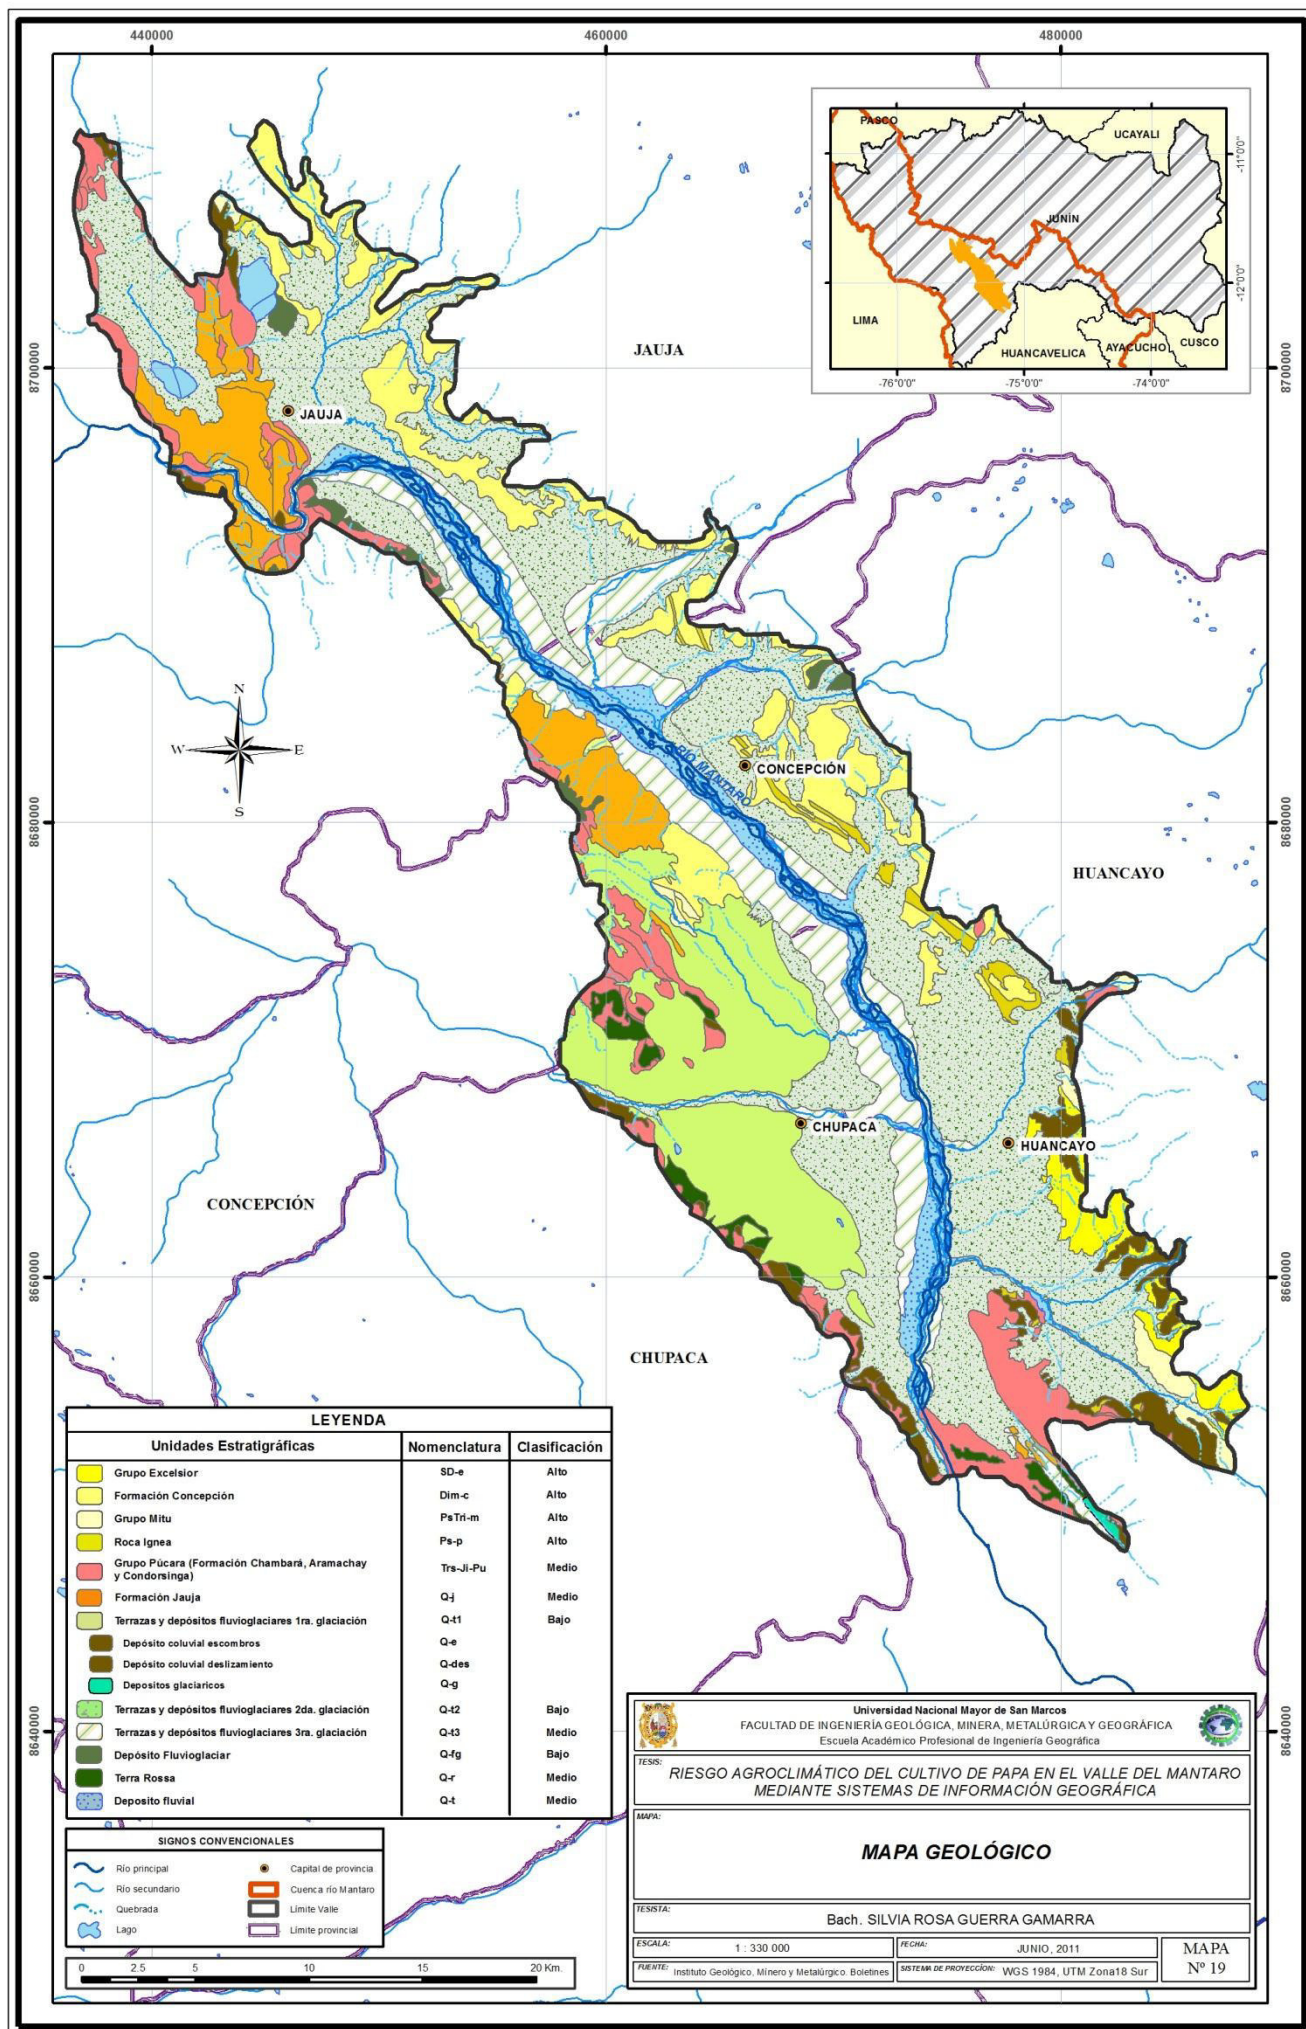 440000
460000
480000
8700000
8680000
8660000
8640000
8700000
8680000
8660000
8640000
PASCO
UCAYALI
JUNÍN
LIMA
HUANCAVELICA
AYACUCHO
CUSCO
-11°0'0"
-12°0'0"
-76°0'0"
-75°0'0"
-74°0'0"
JAUJA
JAUJA
N
W
E
S
RÍO MANTARO
CONCEPCIÓN
HUANCAYO
CHUPACA
HUANCAYO
CONCEPCIÓN
CHUPACA
LEYENDA
Unidades Estratigráficas Nomenclatura Clasificación
Grupo Excelsior SD-e Alto
Formación Concepción Dim-c Alto
Grupo Mitu PsTri-m Alto
Roca Ignea Ps-p Alto
Grupo Púcara (Formación Chambará, Aramachay
y Condorsinga) Trs-Ji-Pu Medio
Formación Jauja Q-j Medio
Terrazas y depósitos fluvioglaciares 1ra. glaciación Q-t1 Bajo
Depósito coluvial escombros Q-e
Depósito coluvial deslizamiento Q-des
Depositos glaciaricos Q-g
Terrazas y depósitos fluvioglaciares 2da. glaciación Q-t2 Bajo
Terrazas y depósitos fluvioglaciares 3ra. glaciación Q-t3 Medio
Depósito Fluvioglaciar Q-fg Bajo
Terra Rossa Q-r Medio
Deposito fluvial Q-t Medio
SIGNOS CONVENCIONALES
Río principal Capital de provincia
Río secundario Cuenca río Mantaro
Quebrada Límite Valle
Lago Límite provincial
0 2.5 5 10 15 20 Km.
Universidad Nacional Mayor de San Marcos
FACULTAD DE INGENIERÍA GEOLÓGICA, MINERA, METALÚRGICA Y GEOGRÁFICA
Escuela Académico Profesional de Ingeniería Geográfica
TESIS:
RIESGO AGROCLIMÁTICO DEL CULTIVO DE PAPA EN EL VALLE DEL MANTARO
MEDIANTE SISTEMAS DE INFORMACIÓN GEOGRÁFICA
MAPA:
MAPA GEOLÓGICO
TESISTA:
Bach. SILVIA ROSA GUERRA GAMARRA
ESCALA: 1 : 330 000
FECHA: JUNIO, 2011
FUENTE: Instituto Geológico, Minero y Metalúrgico. Boletines
SISTEMA DE PROYECCÍON: WGS 1984, UTM Zona18 Sur
MAPA
Nº 19